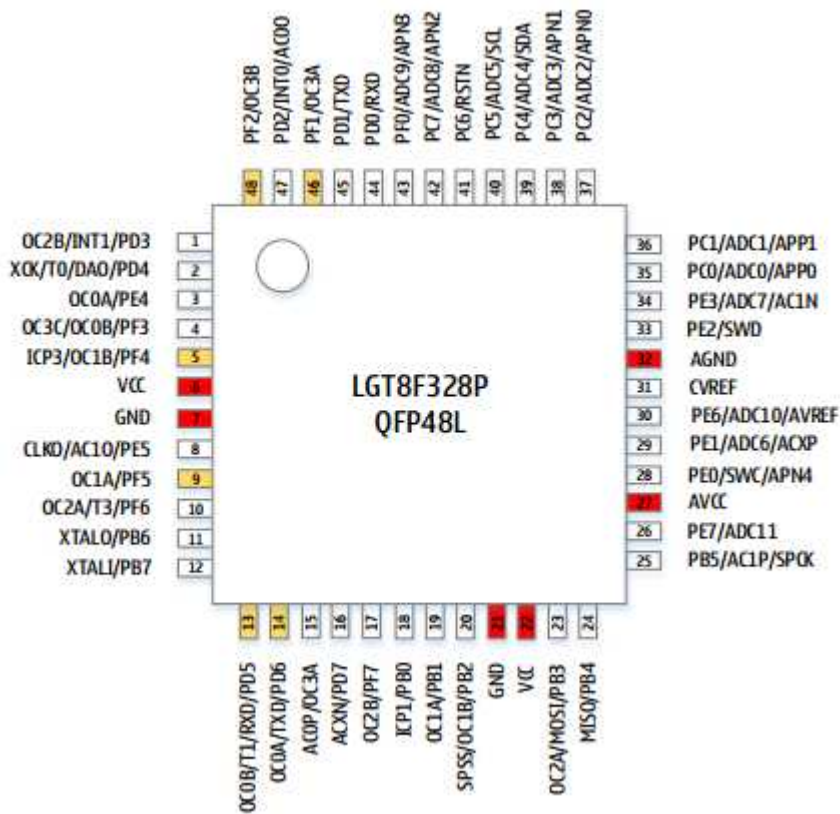 PF2/OC3B
PD2/INT0/AC0O
PF1/OC3A
PD1/TXD
PD0/RXD
PF0/ADC9/APN3
PC7/ADC8/APN2
PC6/RSTN
PC5/ADC5/SCL
PC4/ADC4/SDA
PC3/ADC3/APN1
PC2/ADC2/APN0
48
47
46
45
44
43
42
41
40
39
38
37
OC2B/INT1/PD3 1
XCK/T0/DAO/PD4 2
OC0A/PE4 3
OC3C/OC0B/PF3 4
ICP3/OC1B/PF4 5
VCC 6
GND 7
CLKO/AC1O/PE5 8
OC1A/PF5 9
OC2A/T3/PF6 10
XTALO/PB6 11
XTALI/PB7 12
LGT8F328P
QFP48L
36 PC1/ADC1/APP1
35 PC0/ADC0/APP0
34 PE3/ADC7/AC1N
33 PE2/SWD
32 AGND
31 CVREF
30 PE6/ADC10/AVREF
29 PE1/ADC6/ACXP
28 PE0/SWC/APN4
27 AVCC
26 PE7/ADC11
25 PB5/AC1P/SPCK
13
14
15
16
17
18
19
20
21
22
23
24
OC0B/T1/RXD/PD5
OC0A/TXD/PD6
AC0P/OC3A
ACXN/PD7
OC2B/PF7
ICP1/PB0
OC1A/PB1
SPSS/OC1B/PB2
GND
VCC
OC2A/MOSI/PB3
MISO/PB4